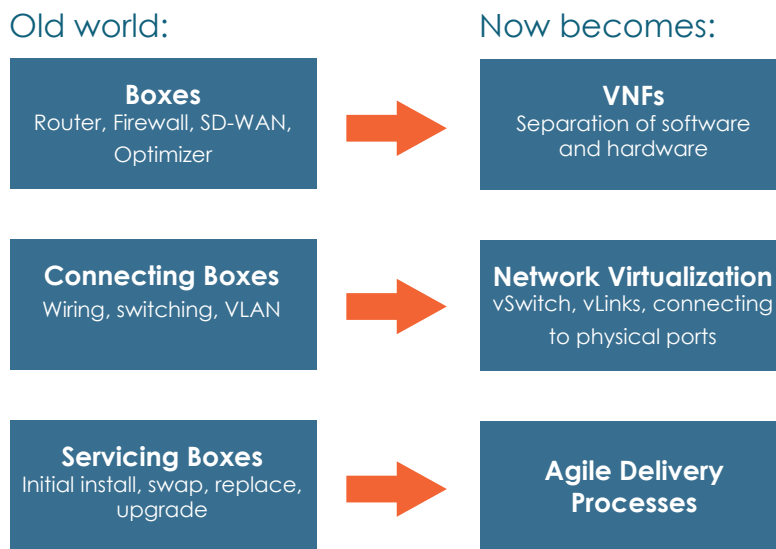 Old world:
Now becomes:
Boxes
Router, Firewall, SD-WAN,
Optimizer
VNFs
Separation of software
and hardware
Connecting Boxes
Wiring, switching, VLAN
Network Virtualization
vSwitch, vLinks, connecting
to physical ports
Servicing Boxes
Initial install, swap, replace,
upgrade
Agile Delivery
Processes